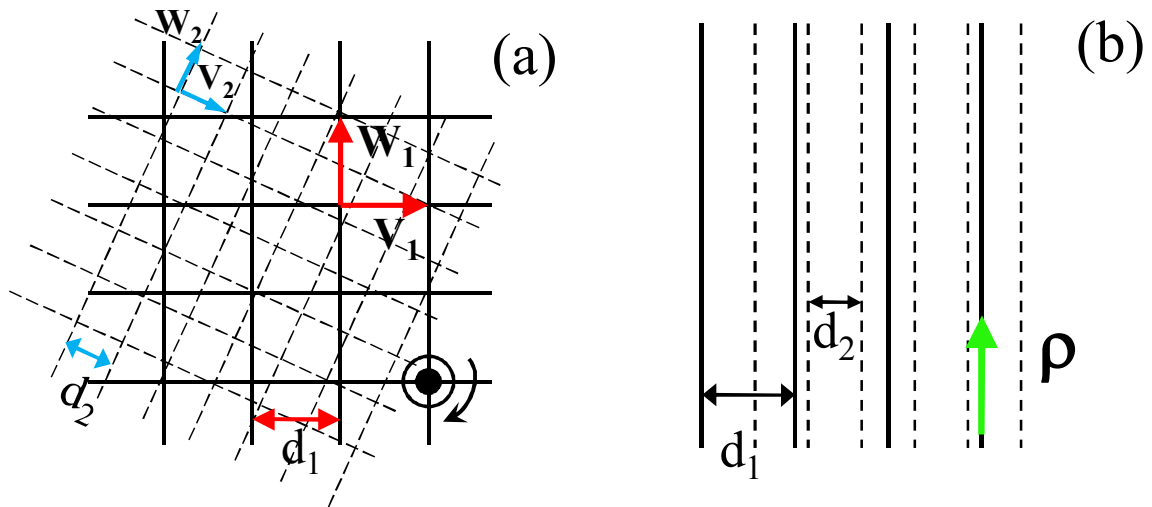 (a)
W₂
V₂
W₁
V₁
d₂
d₁
(b)
d₂
ρ
d₁